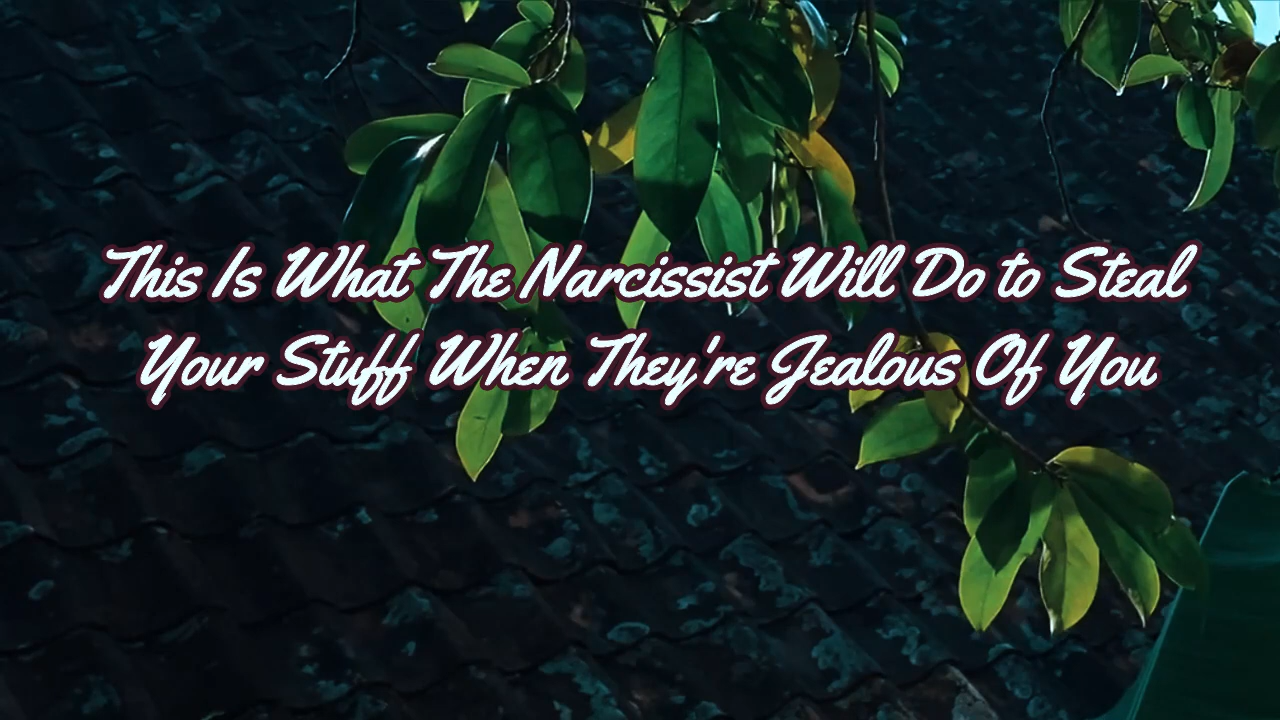 This Is What The Narcissist Will Do to Steal
Your Stuff When They're Jealous Of You